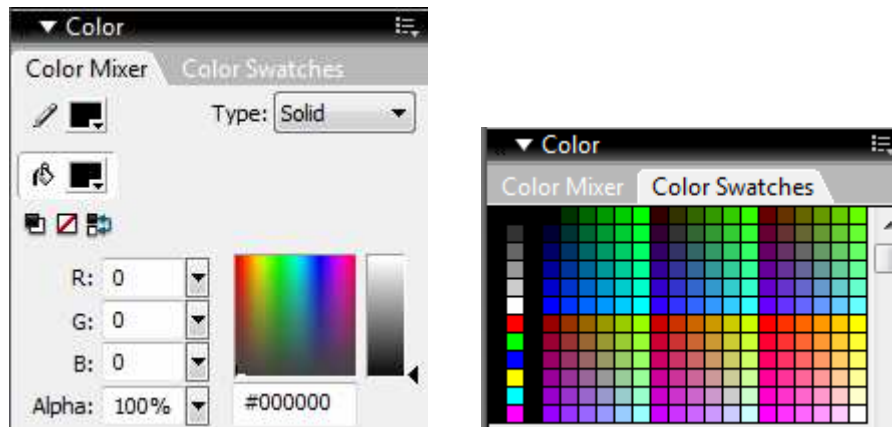 Color
Color Mixer Color Swatches
Type: Solid
R: 0
G: 0
B: 0
Alpha: 100% #000000
Color
Color Mixer Color Swatches